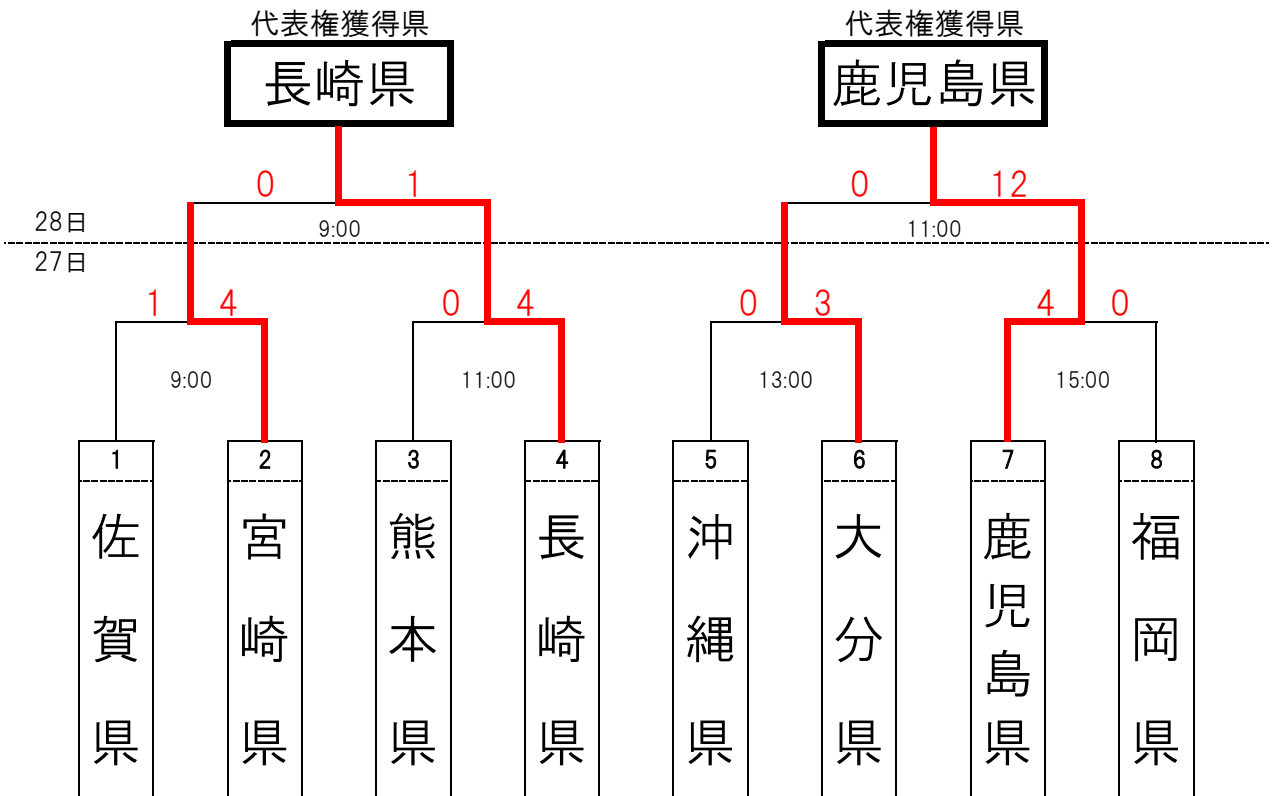 代表権獲得県 代表権獲得県
長崎県 鹿児島県
0 1 0 12
28日 9:00 11:00
27日
1 4 0 4 0 3 4 0
9:00 11:00 13:00 15:00
1 2 3 4 5 6 7 8
佐賀県
宮崎県
熊本県
長崎県
沖縄県
大分県
鹿児島県
福岡県